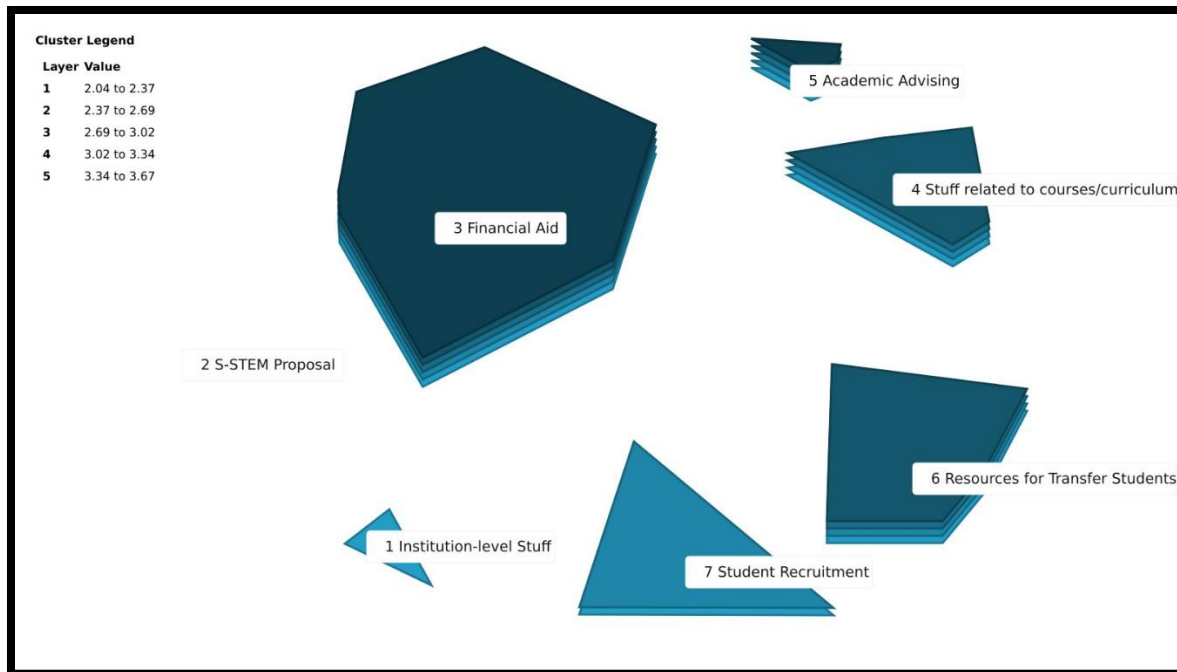 Cluster Legend
Layer Value
1 2.04 to 2.37
2 2.37 to 2.69
3 2.69 to 3.02
4 3.02 to 3.34
5 3.34 to 3.67
5 Academic Advising
4 Stuff related to courses/curriculum
3 Financial Aid
2 S-STEM Proposal
6 Resources for Transfer Students
1 Institution-level Stuff
7 Student Recruitment